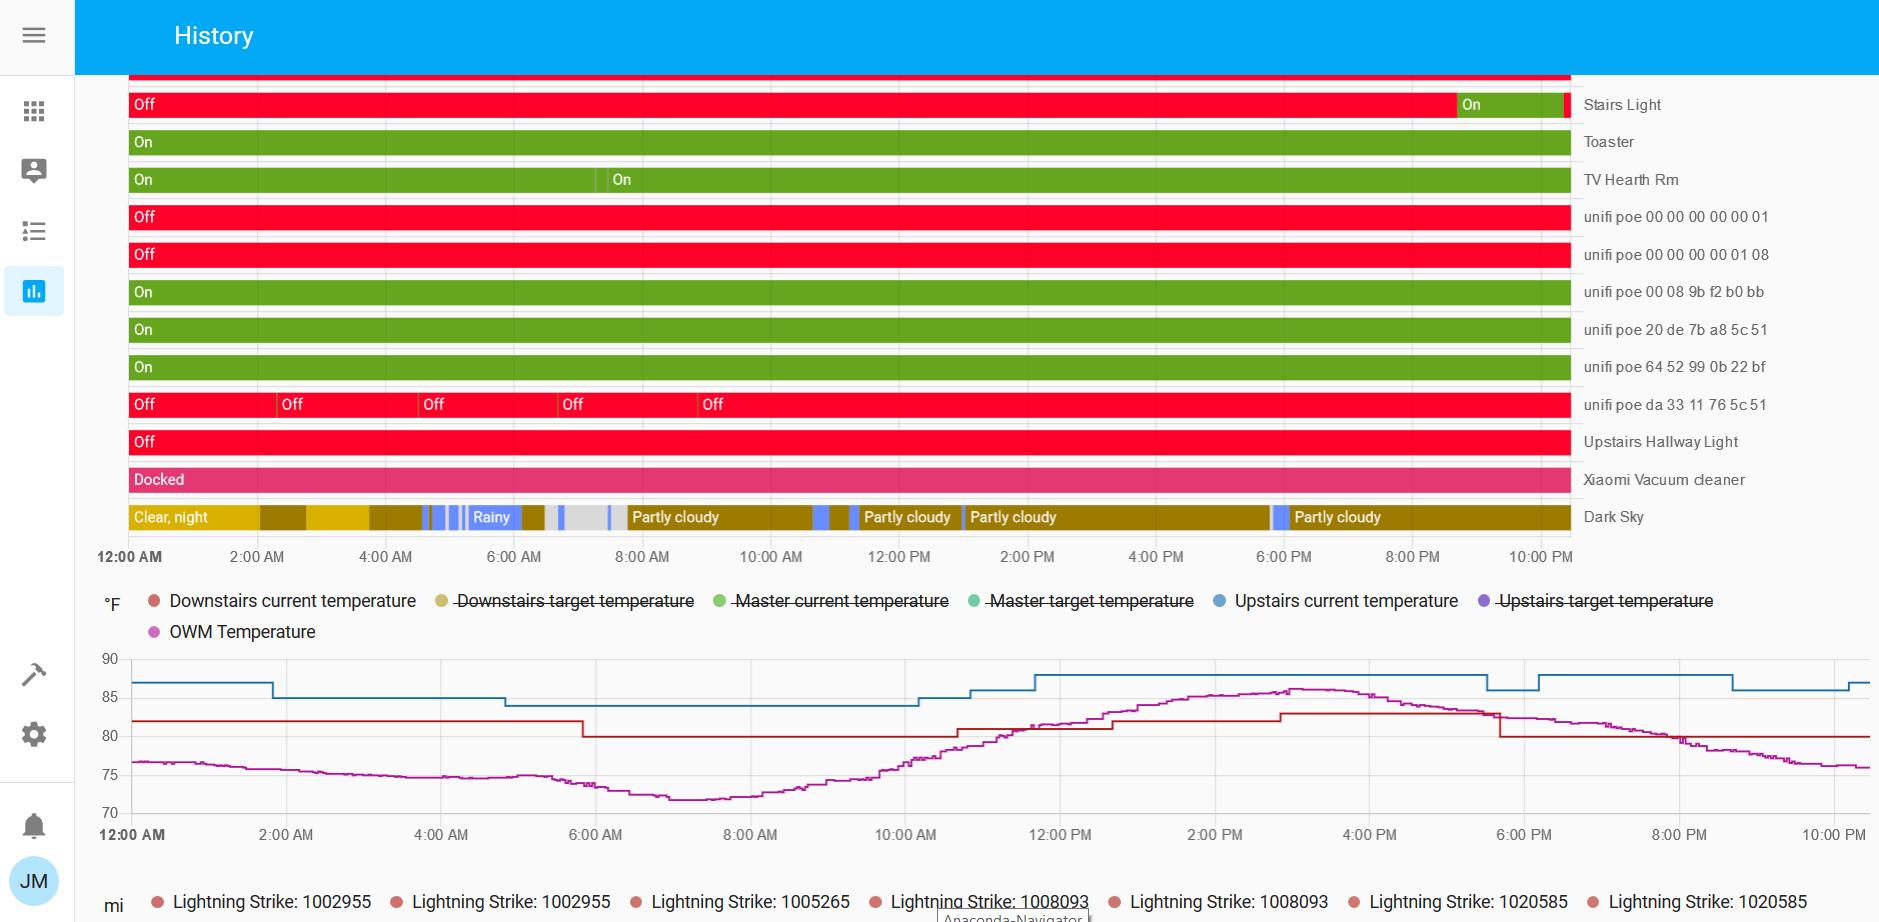 History
Off On Stairs Light
On Toaster
On On TV Hearth Rm
Off unifi poe 00 00 00 00 00 01
Off unifi poe 00 00 00 00 01 08
On unifi poe 00 08 9b f2 b0 bb
On unifi poe 20 de 7b a8 5c 51
On unifi poe 64 52 99 0b 22 bf
Off Off Off Off Off unifi poe da 33 11 76 5c 51
Off Upstairs Hallway Light
Docked Xiaomi Vacuum cleaner
Clear, night Rainy Partly cloudy Partly cloudy Partly cloudy Partly cloudy Dark Sky
12:00 AM 2:00 AM 4:00 AM 6:00 AM 8:00 AM 10:00 AM 12:00 PM 2:00 PM 4:00 PM 6:00 PM 8:00 PM 10:00 PM
°F Downstairs current temperature Downstairs target temperature Master current temperature Master target temperature Upstairs current temperature Upstairs target temperature
OWM Temperature
90
85
80
75
70
12:00 AM 2:00 AM 4:00 AM 6:00 AM 8:00 AM 10:00 AM 12:00 PM 2:00 PM 4:00 PM 6:00 PM 8:00 PM 10:00 PM
JM
mi Lightning Strike: 1002955 Lightning Strike: 1002955 Lightning Strike: 1005265 Lightning Strike: 1008093 Lightning Strike: 1008093 Lightning Strike: 1020585 Lightning Strike: 1020585
Anaconda-Navigator